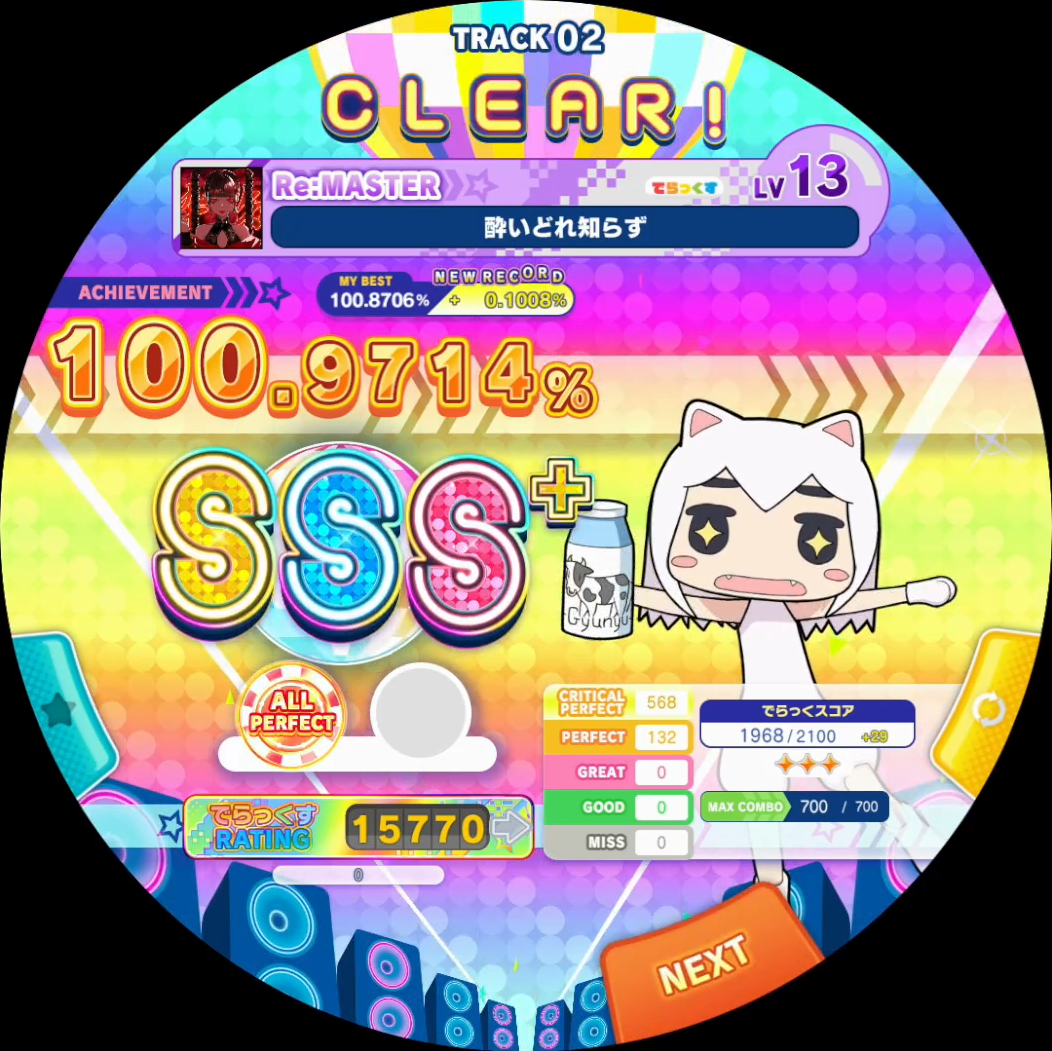 TRACK 02
CLEAR!
Re:MASTER でらっくす LV 13
酔いどれ知らず
ACHIEVEMENT
MY BEST NEW RECORD
100.8706% + 0.1008%
100.9714%
SSS+
Ggungu
ALL
PERFECT
CRITICAL
PERFECT 568
でらっくスコア
PERFECT 132
1968/2100 +29
GREAT 0
GOOD 0
MAX COMBO 700 / 700
MISS 0
でらっくす
RATING 15770
0
NEXT